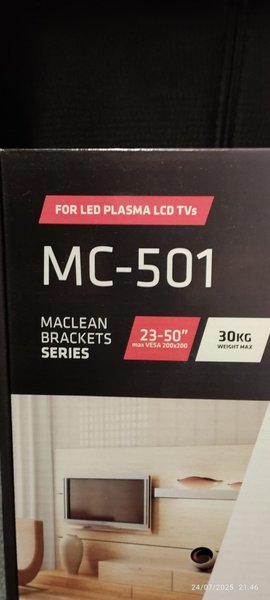 FOR LED PLASMA LCD TVs
MC-501
MACLEAN
BRACKETS
SERIES
23-50"
max VESA 200x200
30KG
WEIGHT MAX
24/07/2025 21:46